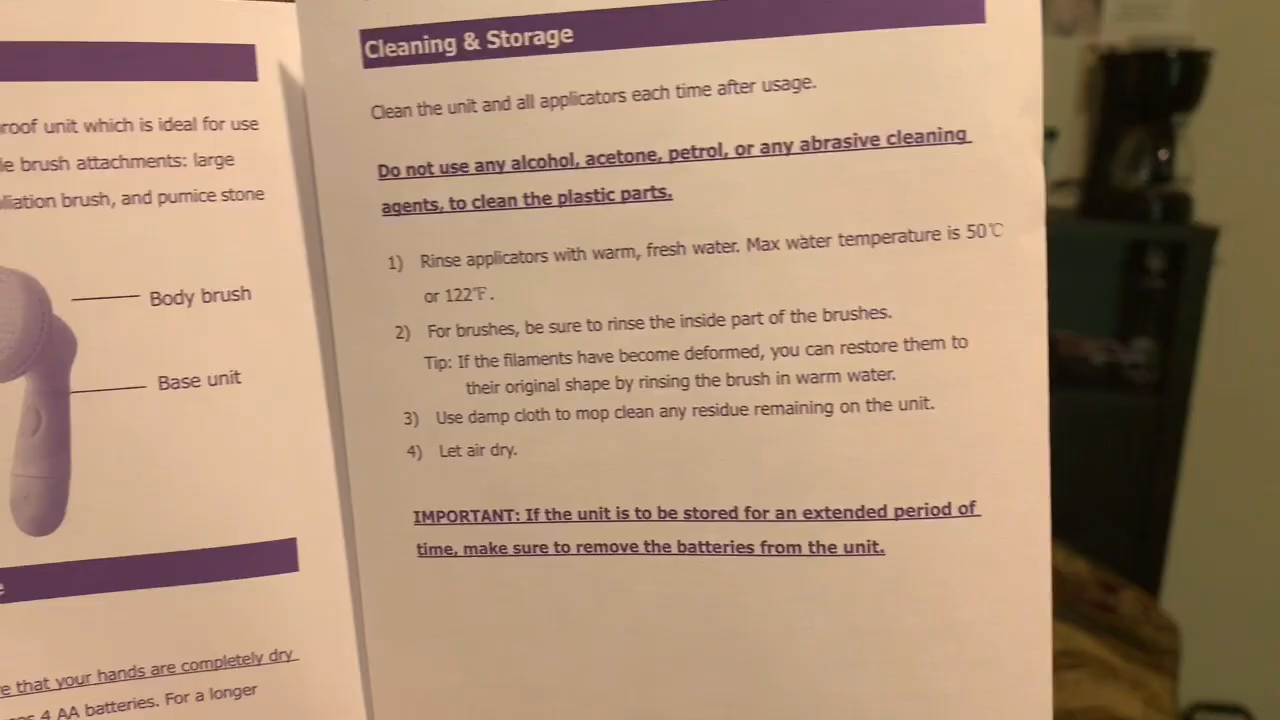 roof unit which is ideal for use
le brush attachments: large
liation brush, and pumice stone
Body brush
Base unit
e
e that your hands are completely dry
4 AA batteries. For a longer
Cleaning & Storage
Clean the unit and all applicators each time after usage.
Do not use any alcohol, acetone, petrol, or any abrasive cleaning
agents, to clean the plastic parts.
1) Rinse applicators with warm, fresh water. Max water temperature is 50℃
or 122℉.
2) For brushes, be sure to rinse the inside part of the brushes.
Tip: If the filaments have become deformed, you can restore them to
their original shape by rinsing the brush in warm water.
3) Use damp cloth to mop clean any residue remaining on the unit.
4) Let air dry.
IMPORTANT: If the unit is to be stored for an extended period of
time, make sure to remove the batteries from the unit.